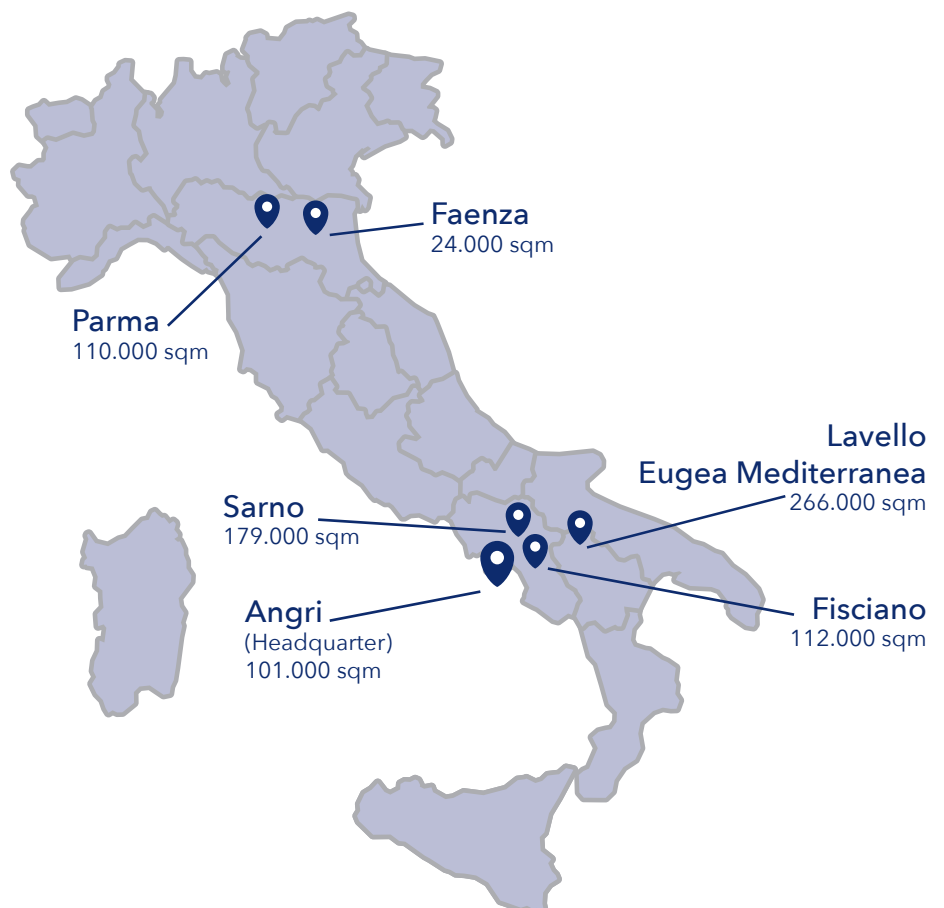 Faenza
24.000 sqm
Parma
110.000 sqm
Lavello
Eugea Mediterranea
266.000 sqm
Sarno
179.000 sqm
Angri
(Headquarter)
101.000 sqm
Fisciano
112.000 sqm